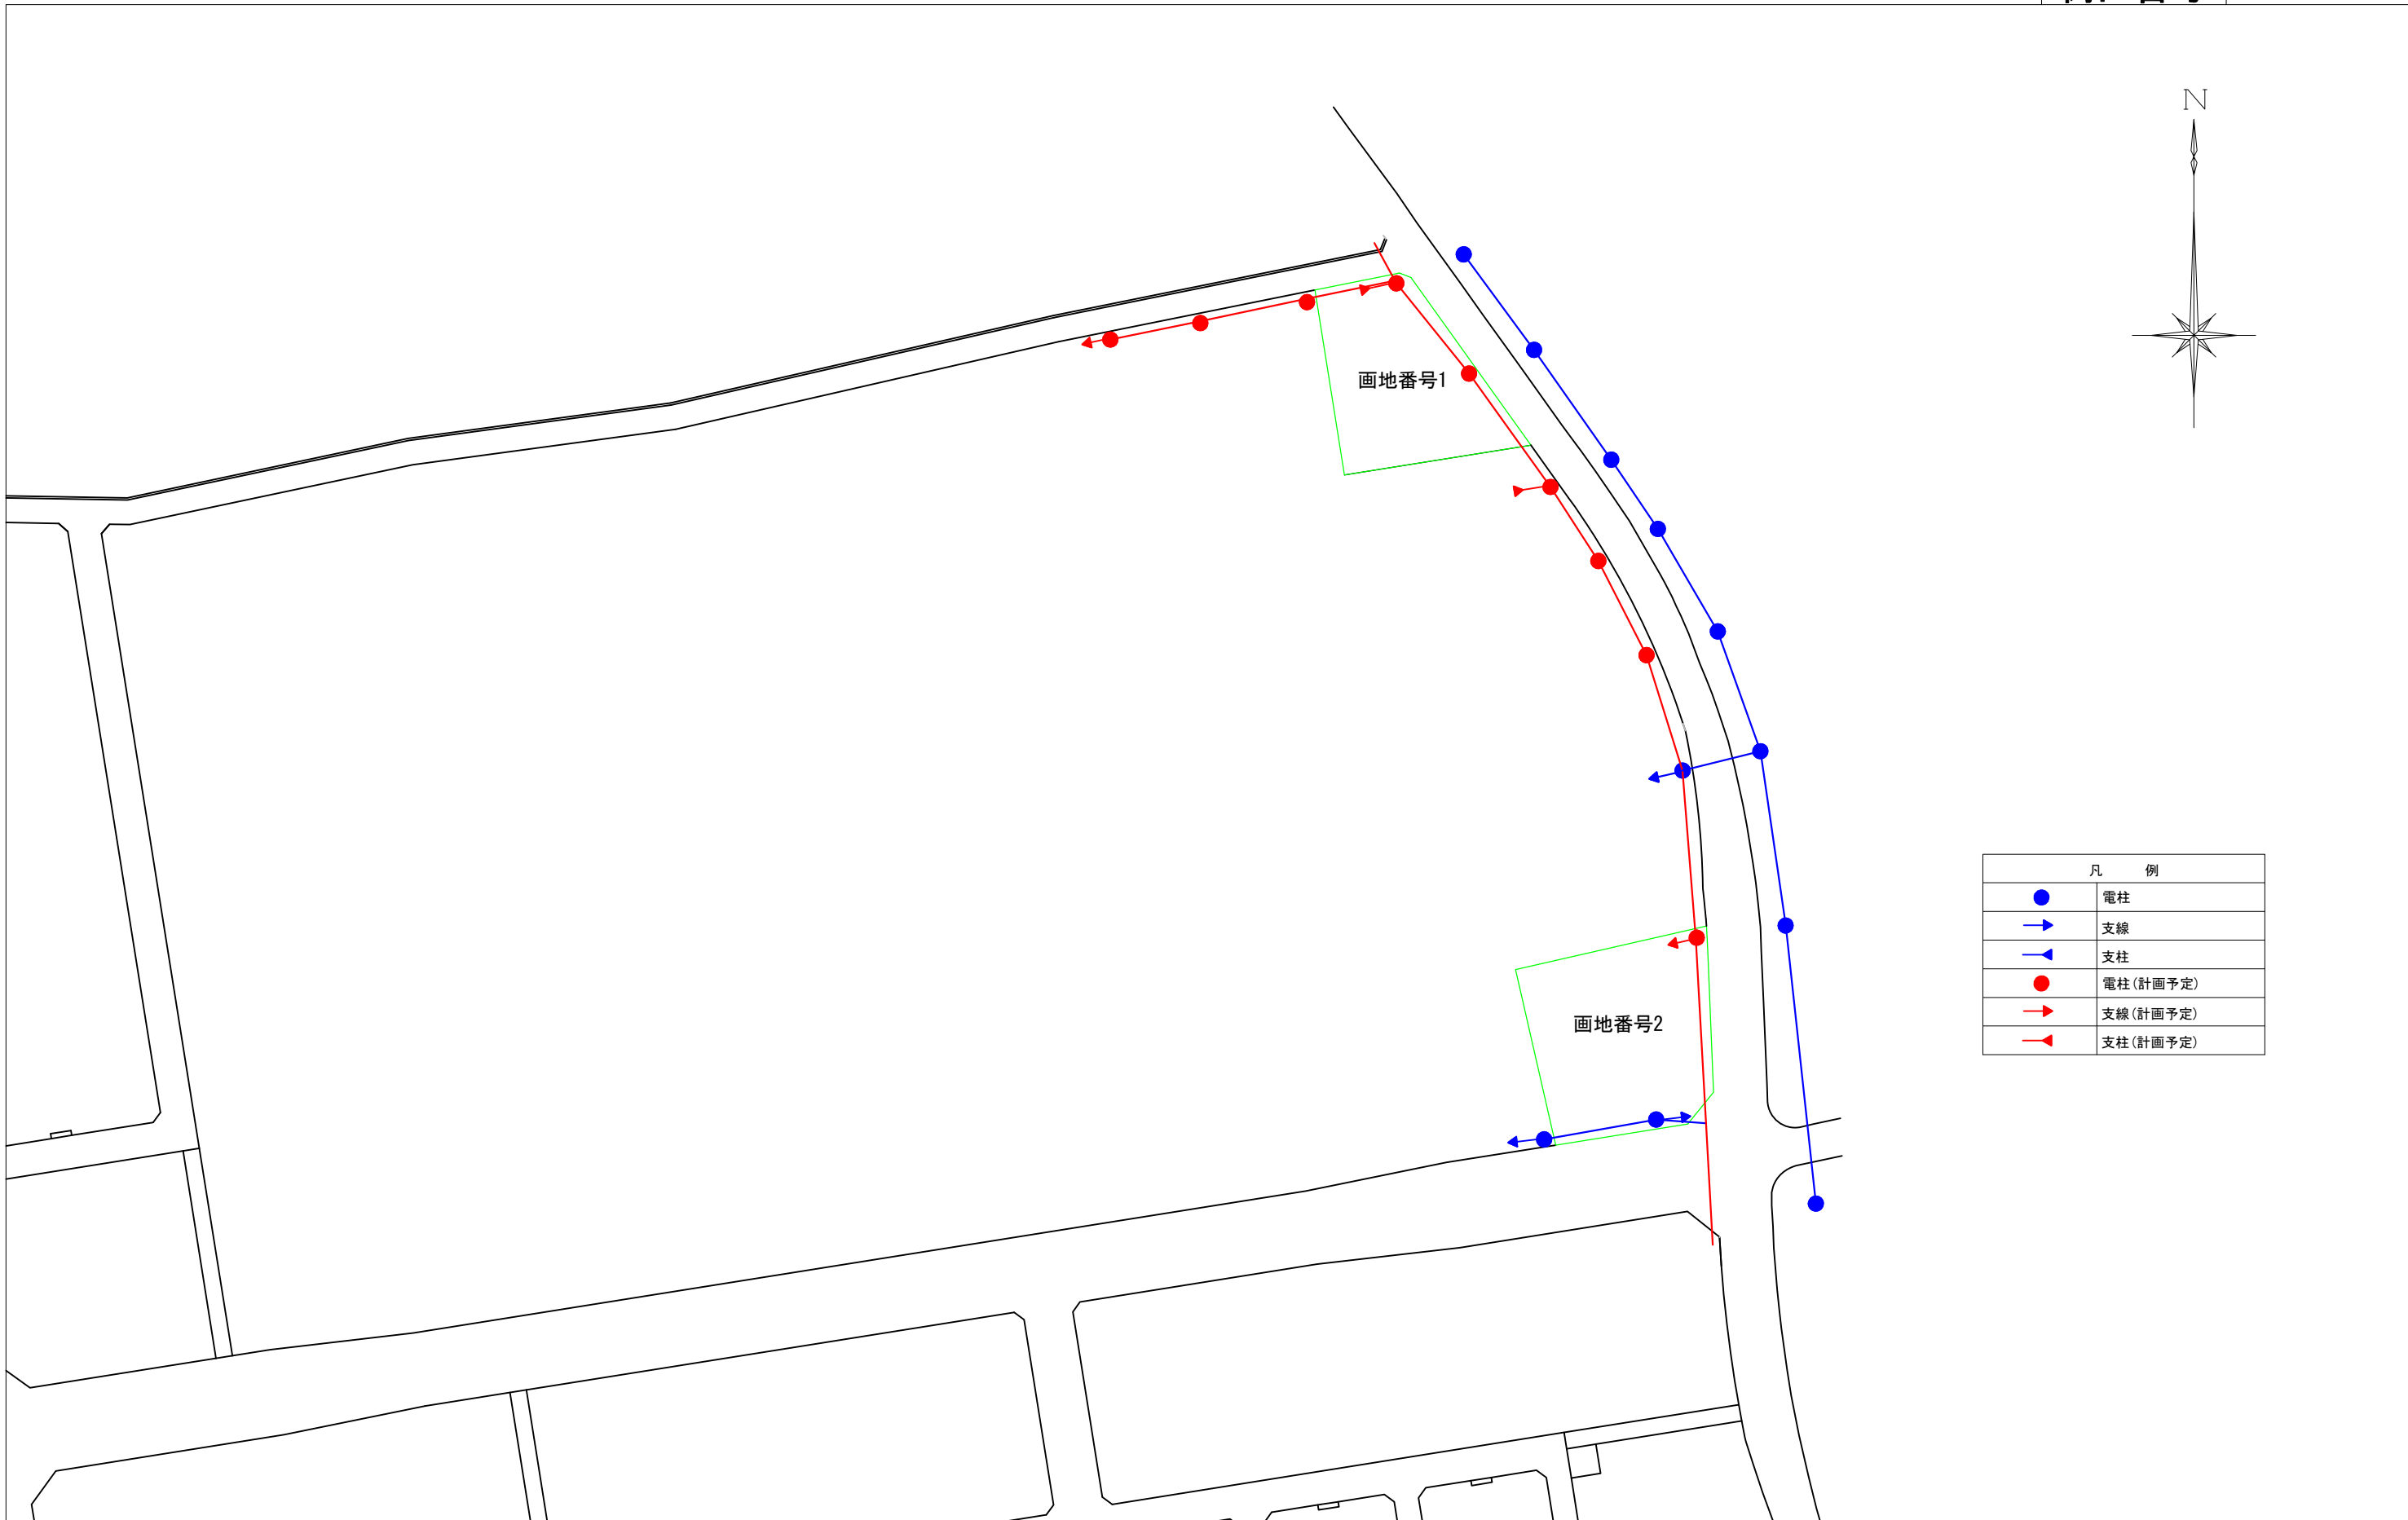 N
画地番号1
画地番号2
凡 例
電柱
支線
支柱
電柱(計画予定)
支線(計画予定)
支柱(計画予定)